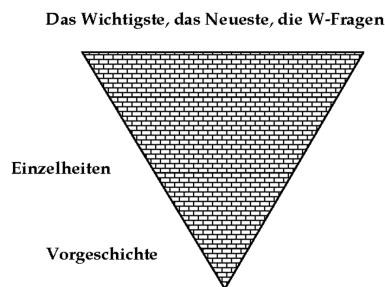 Das Wichtigste, das Neueste, die W-Fragen
Einzelheiten
Vorgeschichte